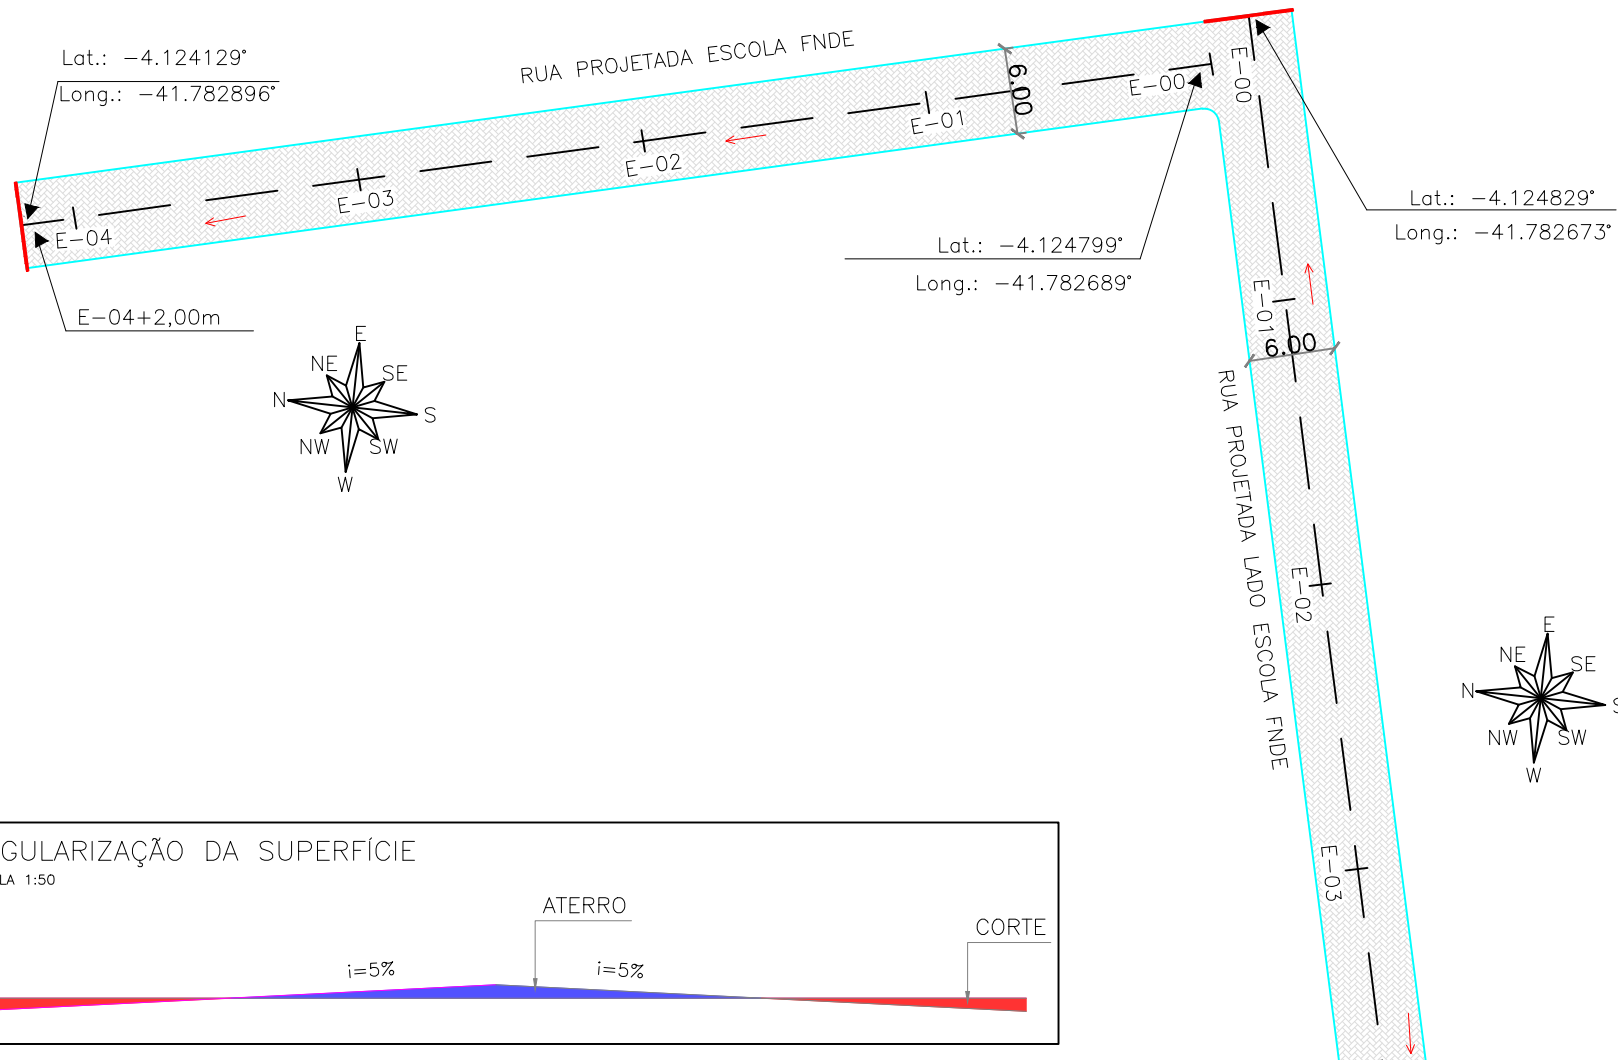 Lat.: -4.124129°
Long.: -41.782896°
RUA PROJETADA ESCOLA FNDE
6.00
E-00
E-00
E-01
E-02
E-03
E-04
E-04+2,00m
Lat.: -4.124799°
Long.: -41.782689°
Lat.: -4.124829°
Long.: -41.782673°
E-01
6.00
RUA PROJETADA LADO ESCOLA FNDE
E-02
E-03
E
NE
SE
N
S
NW
SW
W
E
NE
SE
N
S
NW
SW
W
GULARIZAÇÃO DA SUPERFÍCIE
LA 1:50
ATERRO
CORTE
i=5%
i=5%